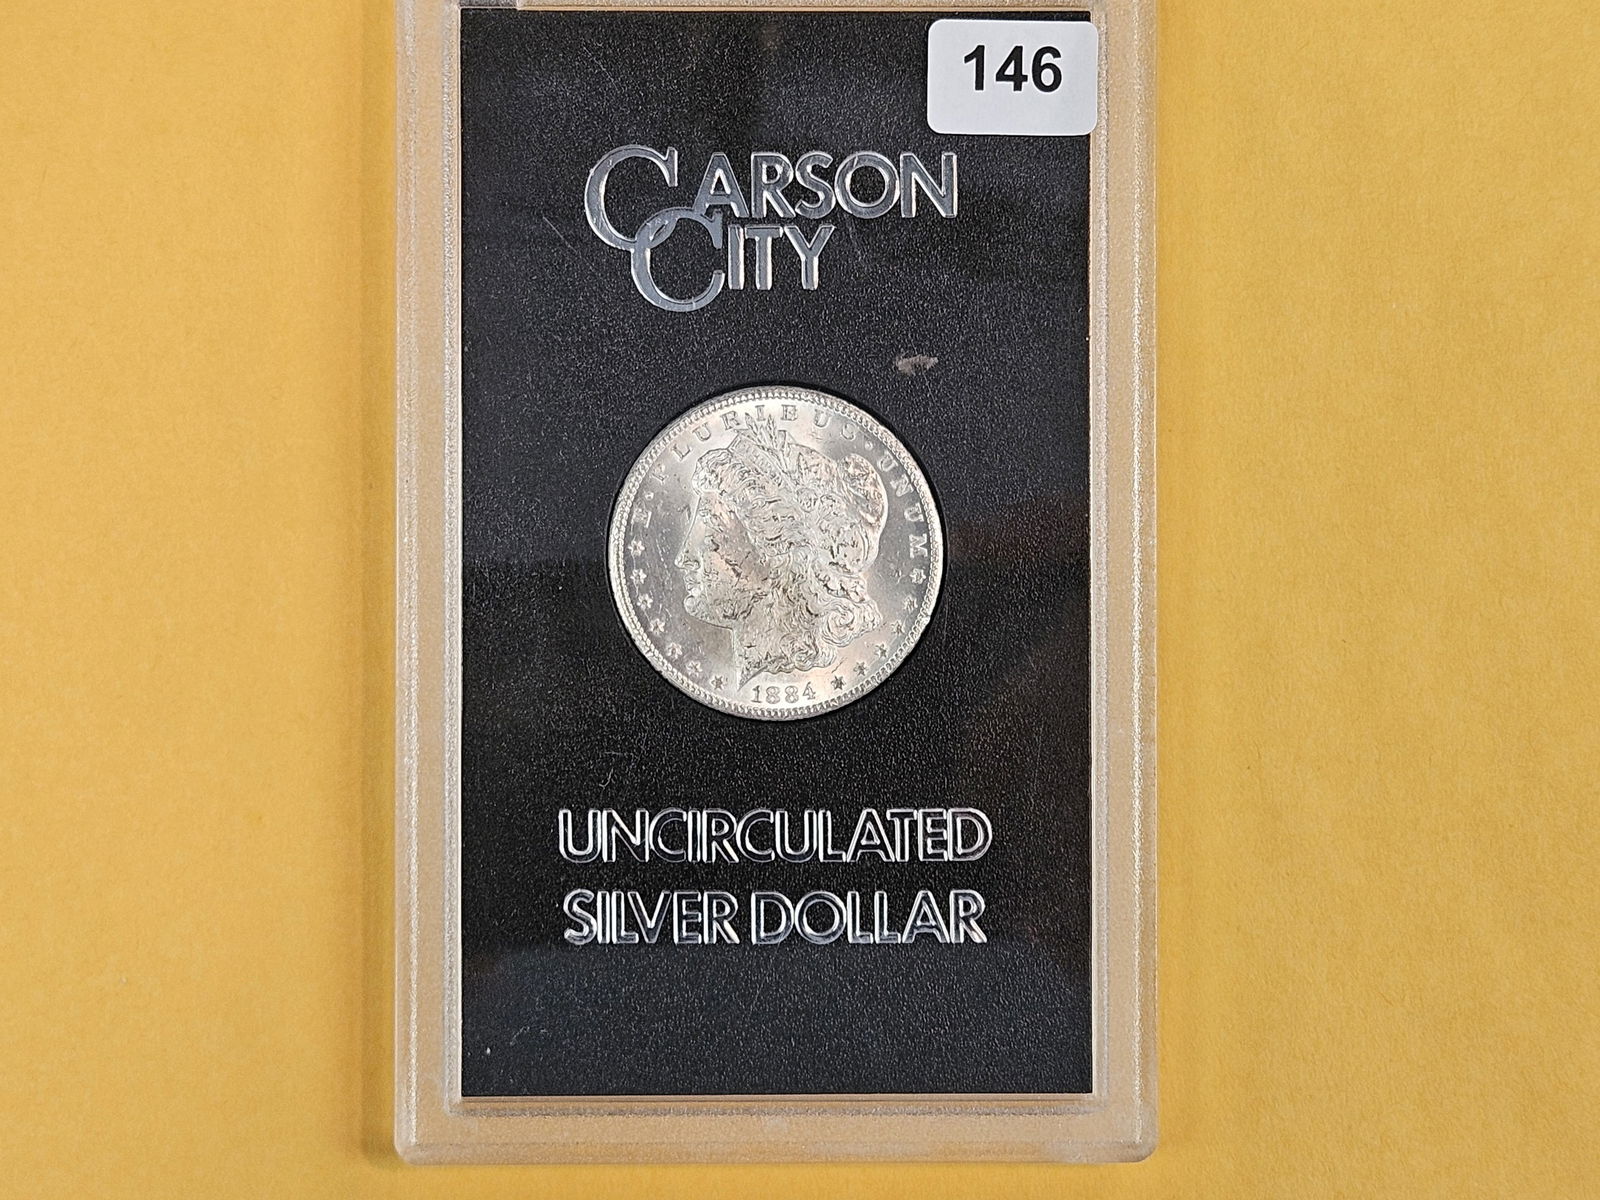 146
CARSON
CITY
E·PLURIBUS·UNUM
1884
UNCIRCULATED
SILVER DOLLAR